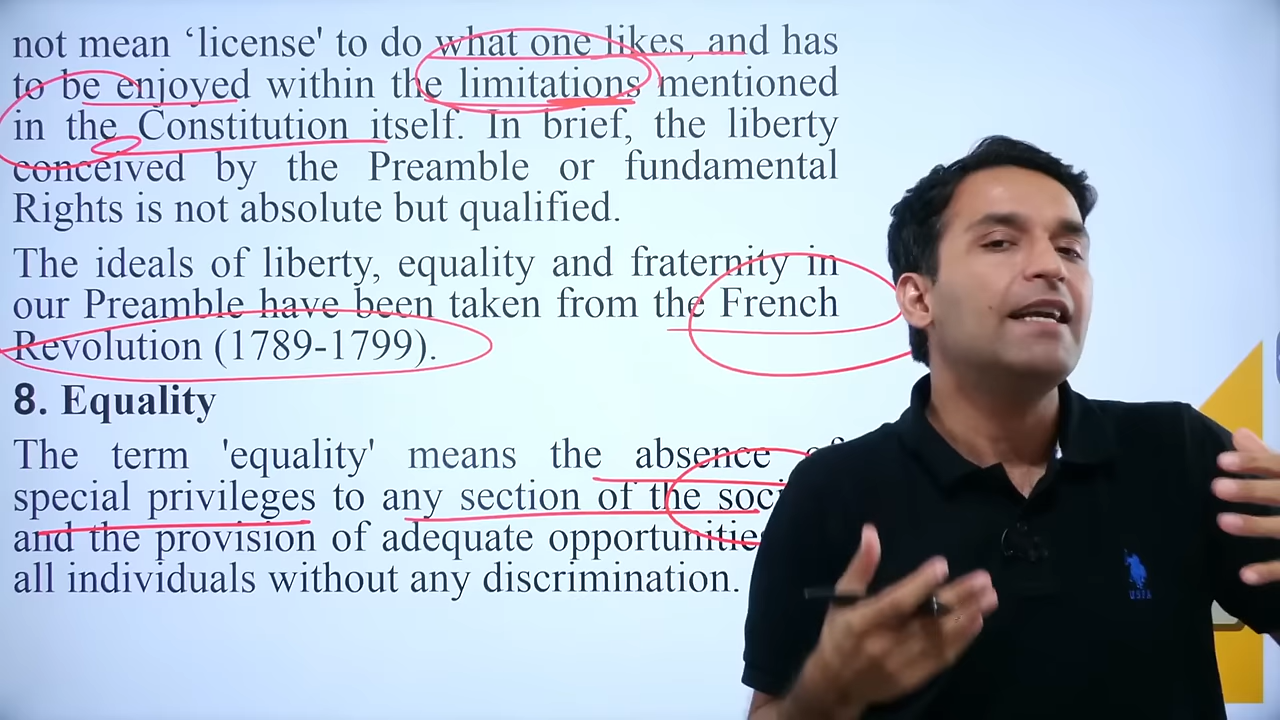 not mean ‘license' to do what one likes, and has
to be enjoyed within the limitations mentioned
in the Constitution itself. In brief, the liberty
conceived by the Preamble or fundamental
Rights is not absolute but qualified.
The ideals of liberty, equality and fraternity in
our Preamble have been taken from the French
Revolution (1789-1799).
8. Equality
The term 'equality' means the absence of
special privileges to any section of the soci
and the provision of adequate opportunitie
all individuals without any discrimination.
USPA